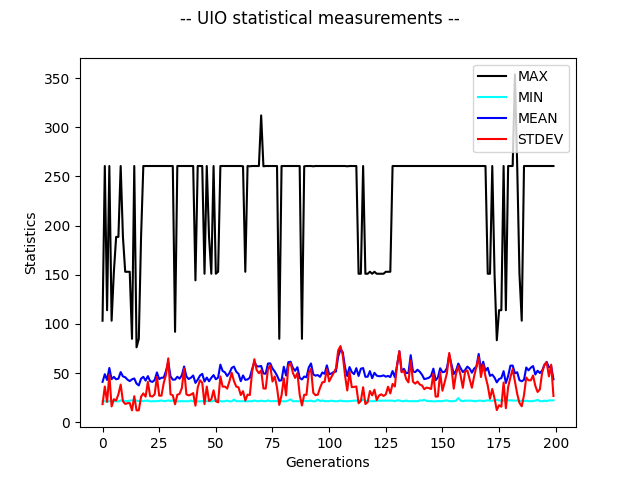 -- UIO statistical measurements --
MAX
MIN
MEAN
STDEV
Statistics
350
300
250
200
150
100
50
0
0 25 50 75 100 125 150 175 200
Generations